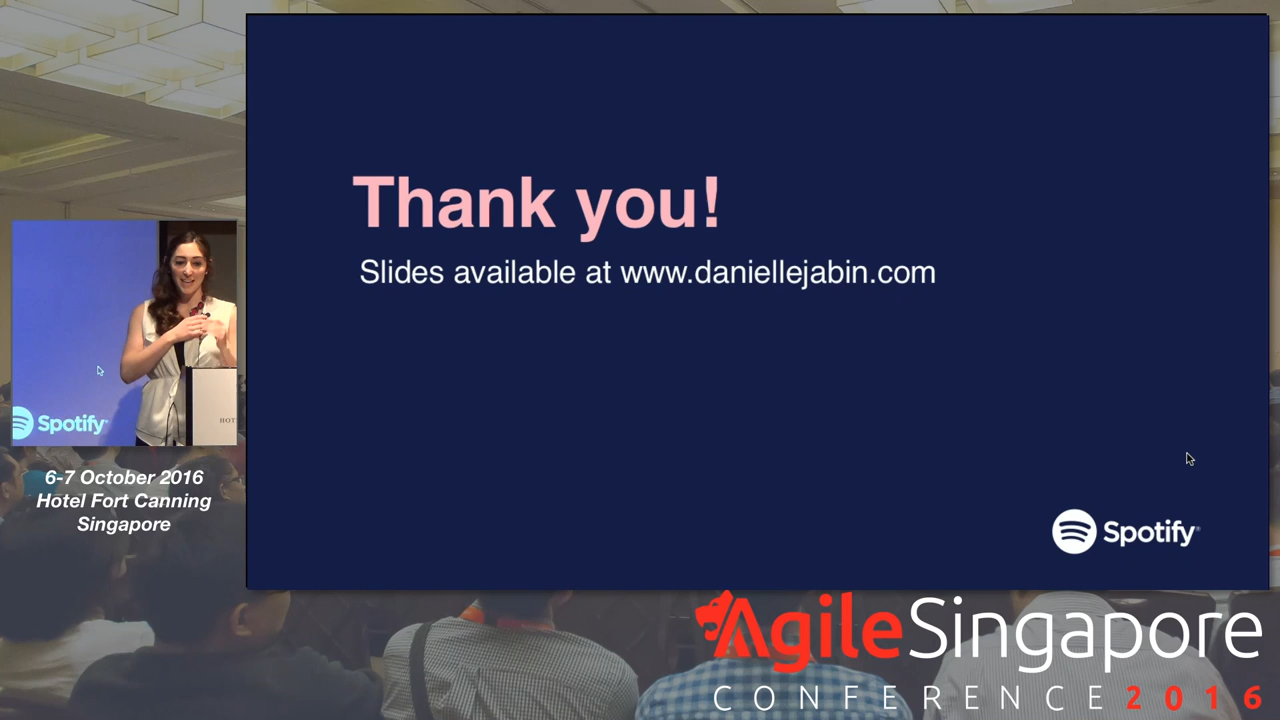 Thank you!
Slides available at www.daniellejabin.com
Spotify
Spotify
HOT
6-7 October 2016
Hotel Fort Canning
Singapore
AgileSingapore
CONFERENCE 2016